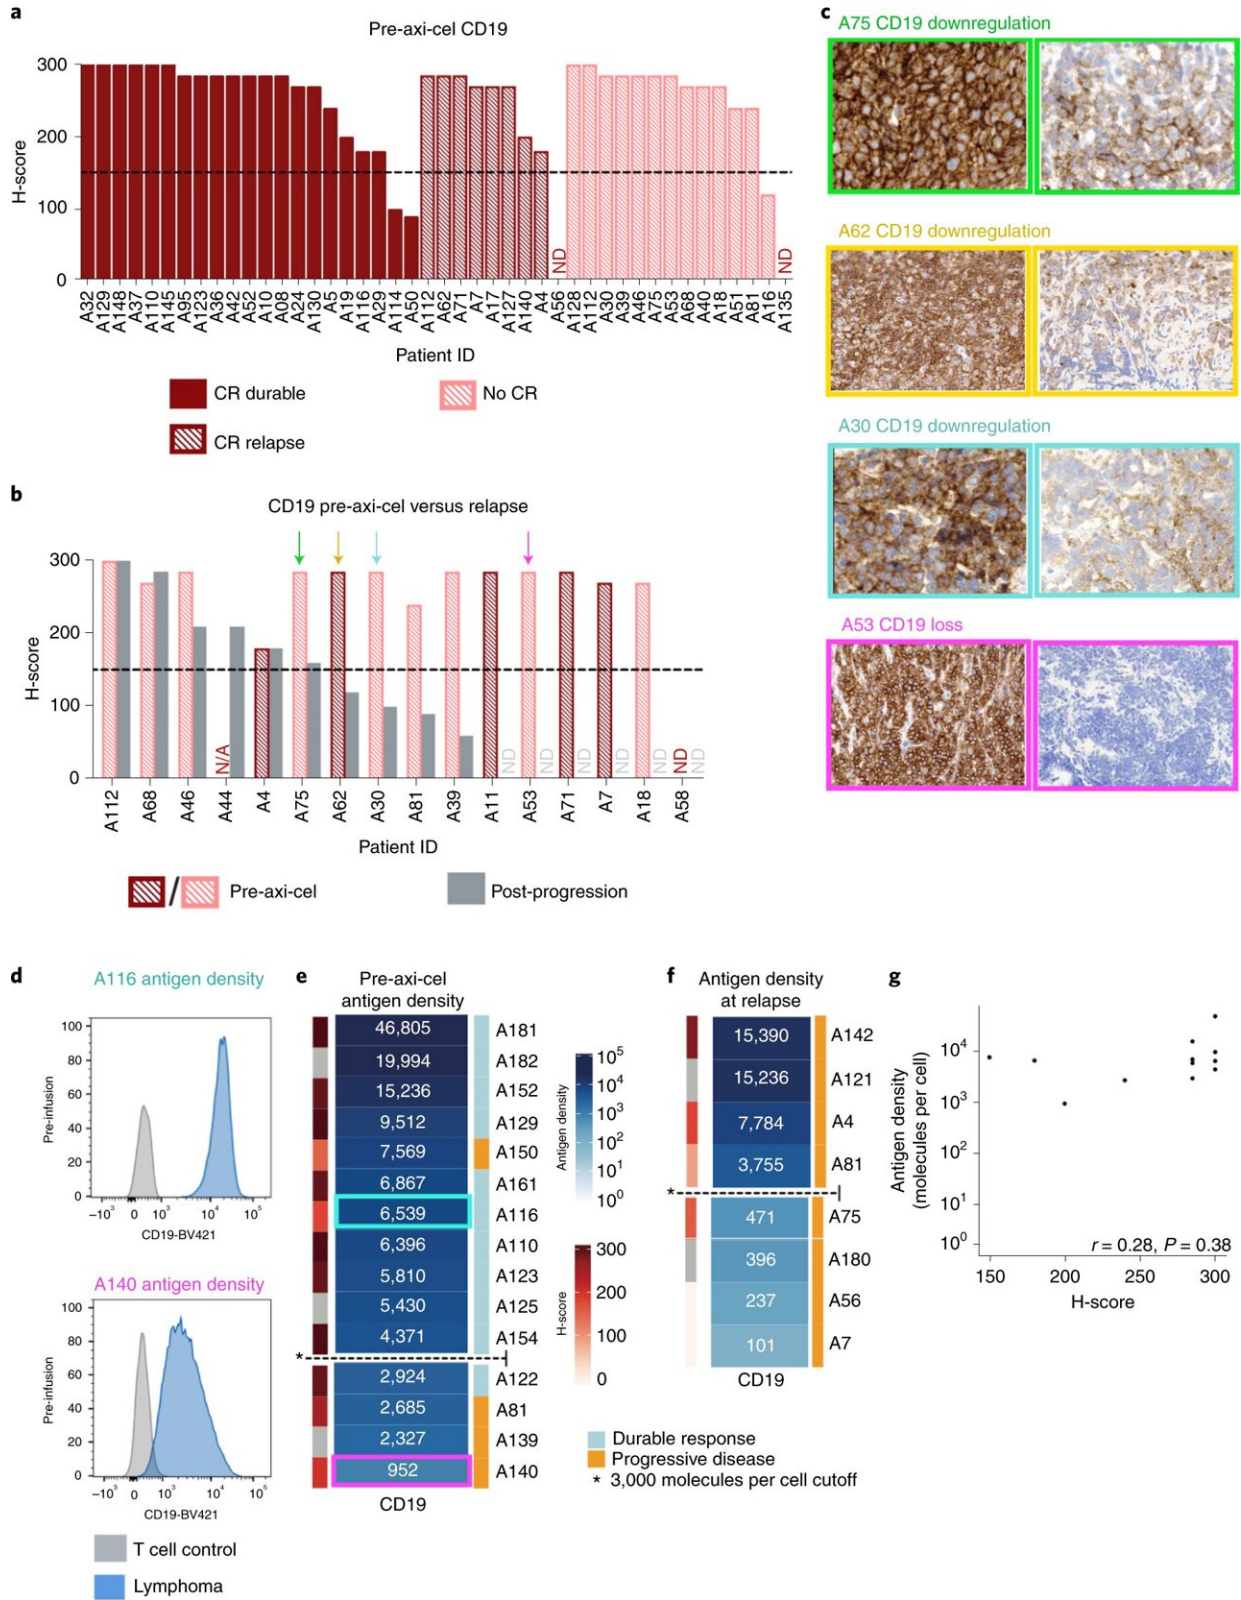 a
Pre-axi-cel CD19
300
200
100
0
H-score
ND
ND
A32 A129 A148 A37 A110 A145 A95 A123 A36 A42 A52 A10 A08 A24 A130 A5 A19 A116 A29 A114 A50 A112 A62 A71 A7 A17 A127 A140 A4 A56 A128 A112 A30 A39 A46 A75 A53 A68 A40 A18 A51 A81 A16 A135
Patient ID
CR durable
No CR
CR relapse
b
CD19 pre-axi-cel versus relapse
300
200
100
0
H-score
N/A
ND ND ND ND ND ND ND
A112 A68 A46 A444 A4 A75 A62 A30 A81 A39 A11 A53 A71 A7 A18 A58
Patient ID
/
Pre-axi-cel
Post-progression
c
A75 CD19 downregulation
A62 CD19 downregulation
A30 CD19 downregulation
A53 CD19 loss
d
A116 antigen density
100
80
60
40
20
0
Pre-infusion
−10³ 0 10³ 10⁴ 10⁵
CD19-BV421
A140 antigen density
100
80
60
40
20
0
Pre-infusion
−10³ 0 10³ 10⁴ 10⁵
CD19-BV421
T cell control
Lymphoma
e
Pre-axi-cel
antigen density
46,805 A181
19,994 A182
15,236 A152
9,512 A129
7,569 A150
6,867 A161
6,539 A116
6,396 A110
5,810 A123
5,430 A125
4,371 A154
*
2,924 A122
2,685 A81
2,327 A139
952 A140
CD19
Antigen density
10⁵
10⁴
10³
10²
10¹
10⁰
H-score
300
200
100
0
f
Antigen density
at relapse
15,390 A142
15,236 A121
7,784 A4
3,755 A81
*
471 A75
396 A180
237 A56
101 A7
CD19
Durable response
Progressive disease
* 3,000 molecules per cell cutoff
g
Antigen density
(molecules per cell)
10⁴
10³
10²
10¹
10⁰
r = 0.28, P = 0.38
150 200 250 300
H-score